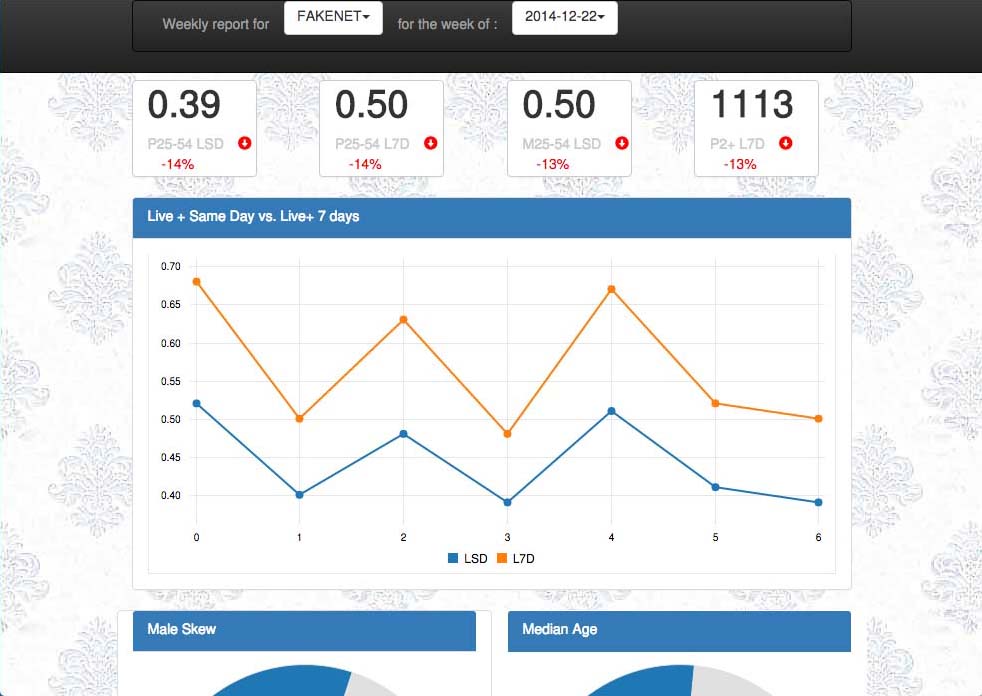 Weekly report for FAKENET for the week of : 2014-12-22
0.39 0.50 0.50 1113
P25-54 LSD P25-54 L7D M25-54 LSD P2+ L7D
-14% -14% -13% -13%
Live + Same Day vs. Live+ 7 days
0.70
0.65
0.60
0.55
0.50
0.45
0.40
0 1 2 3 4 5 6
LSD L7D
Male Skew Median Age